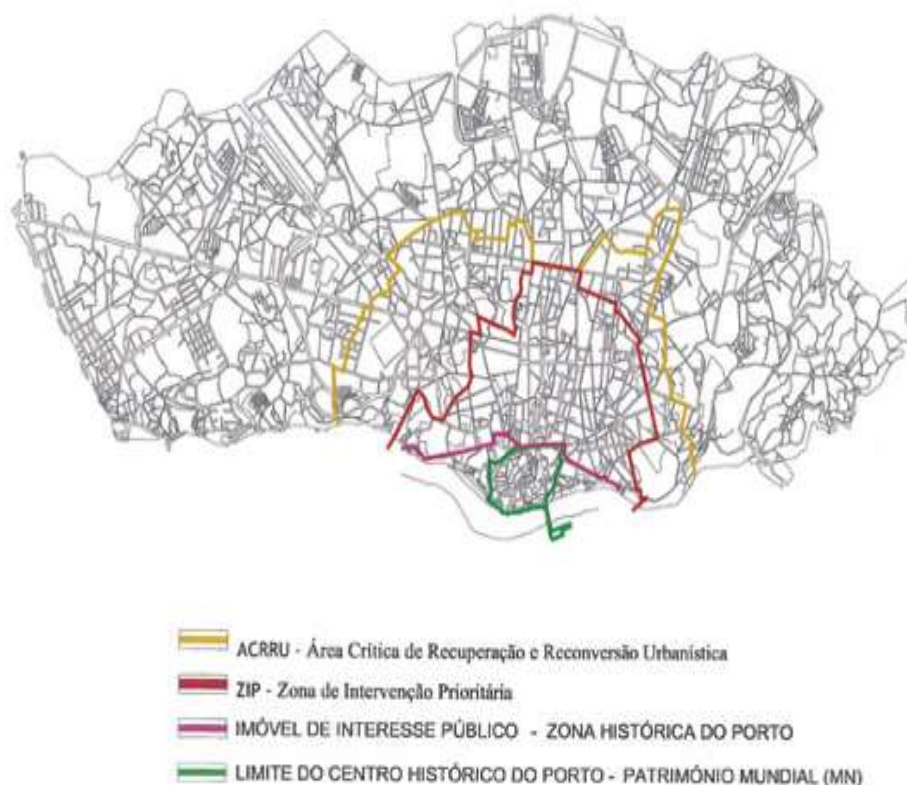 ACRRU - Área Crítica de Recuperação e Reconversão Urbanística
ZIP - Zona de Intervenção Prioritária
IMÓVEL DE INTERESSE PÚBLICO - ZONA HISTÓRICA DO PORTO
LIMITE DO CENTRO HISTÓRICO DO PORTO - PATRIMÓNIO MUNDIAL (MN)